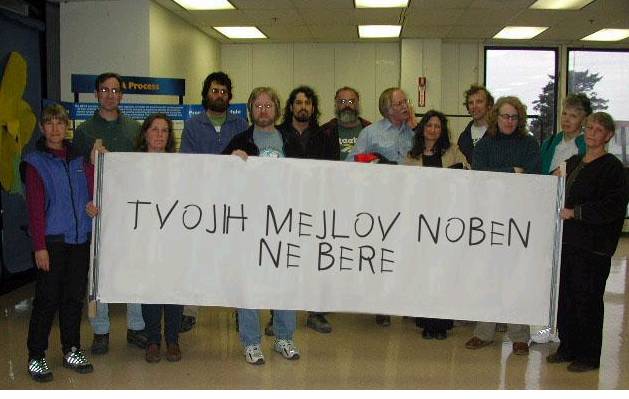 A Process
TVOJIH MEJLOV NOBEN
NE BERE